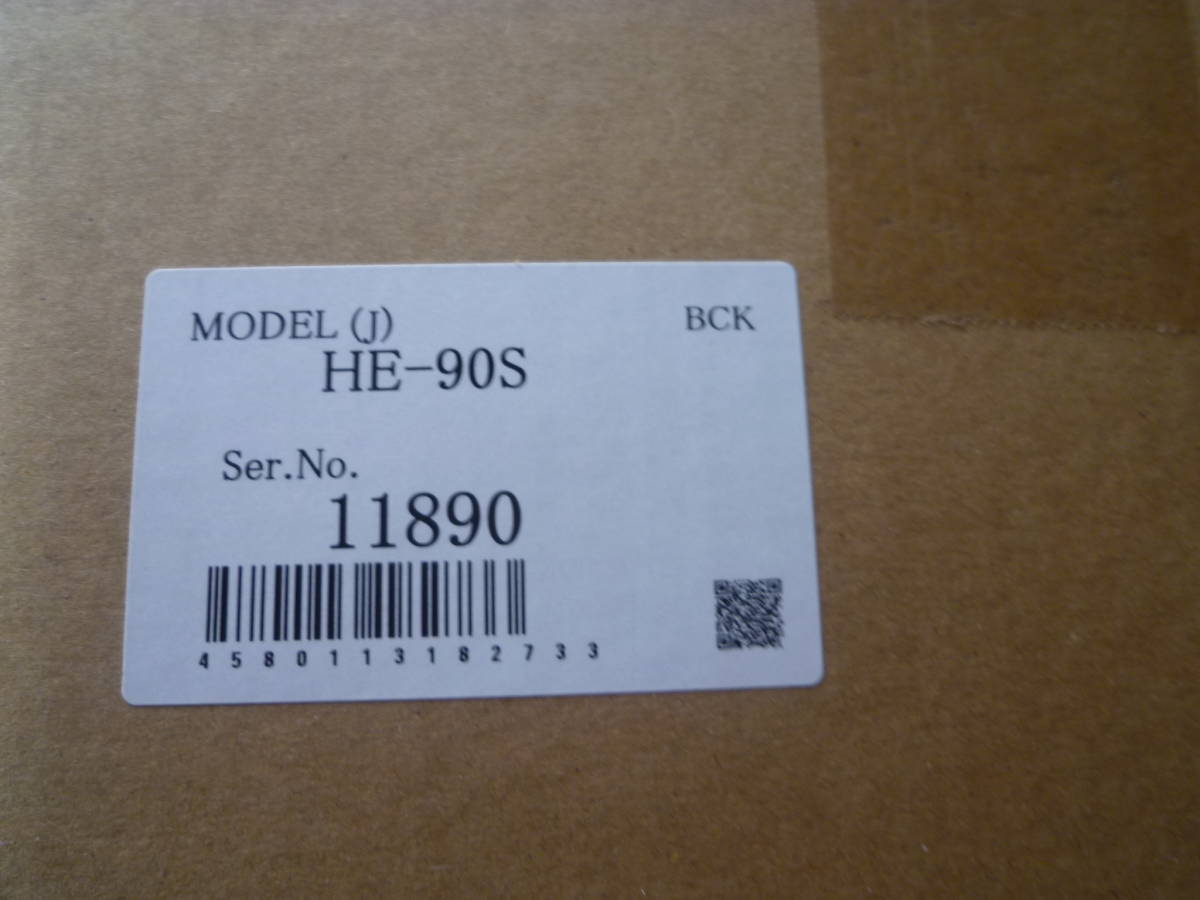 MODEL (J)
BCK
HE-90S
Ser.No.
11890
4580113182733